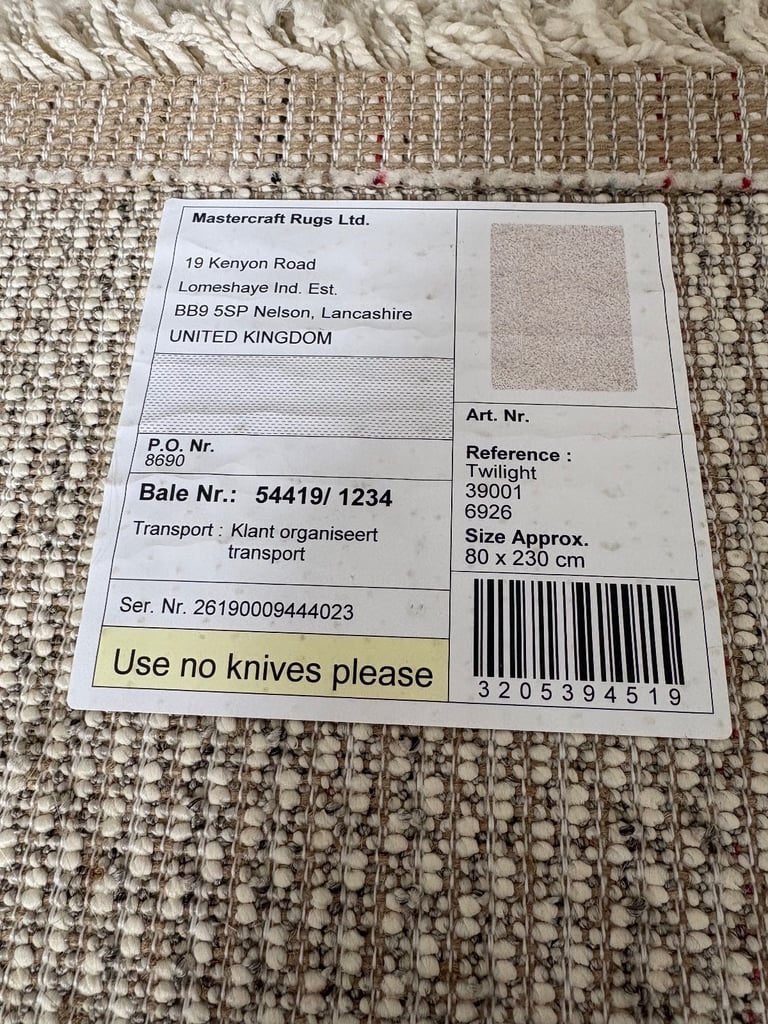 Mastercraft Rugs Ltd.
19 Kenyon Road
Lomeshaye Ind. Est.
BB9 5SP Nelson, Lancashire
UNITED KINGDOM
P.O. Nr.
8690
Bale Nr.: 54419/ 1234
Transport : Klant organiseert
transport
Ser. Nr. 26190009444023
Use no knives please
Art. Nr.
Reference :
Twilight
39001
6926
Size Approx.
80 x 230 cm
3205394519